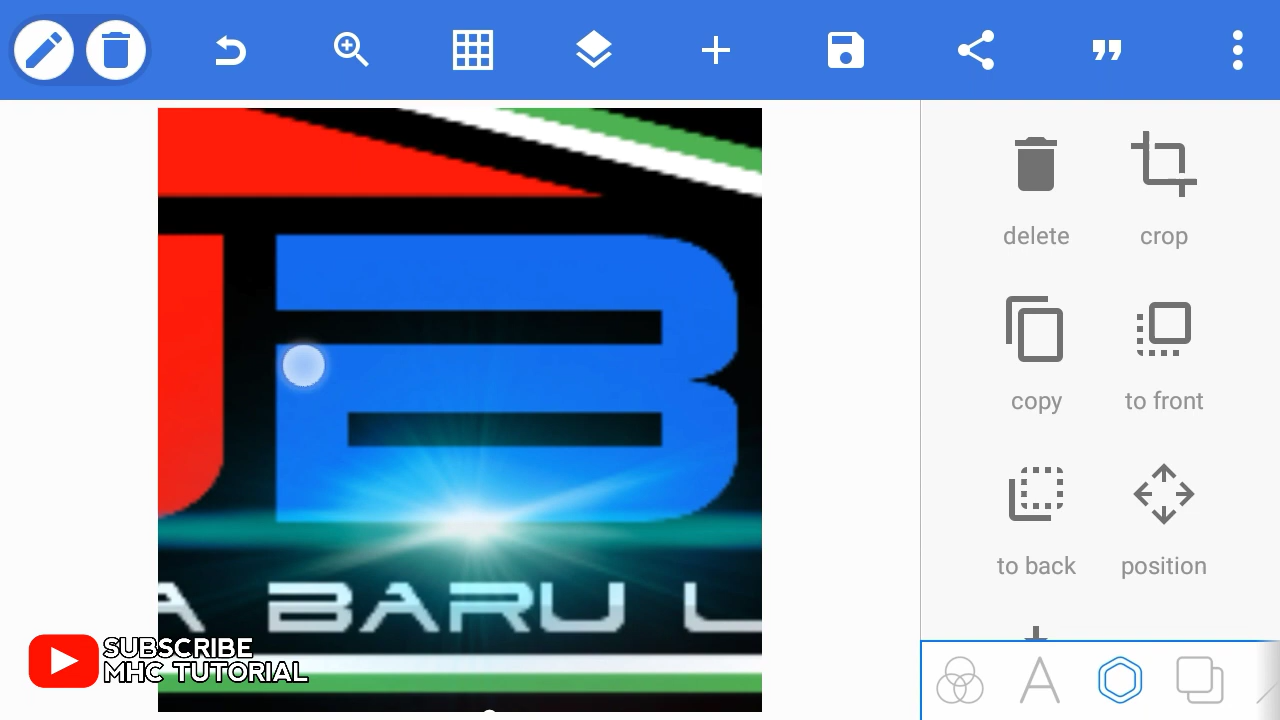 delete
crop
copy
to front
to back
position
B
A BARU L
SUBSCRIBE
MHC TUTORIAL